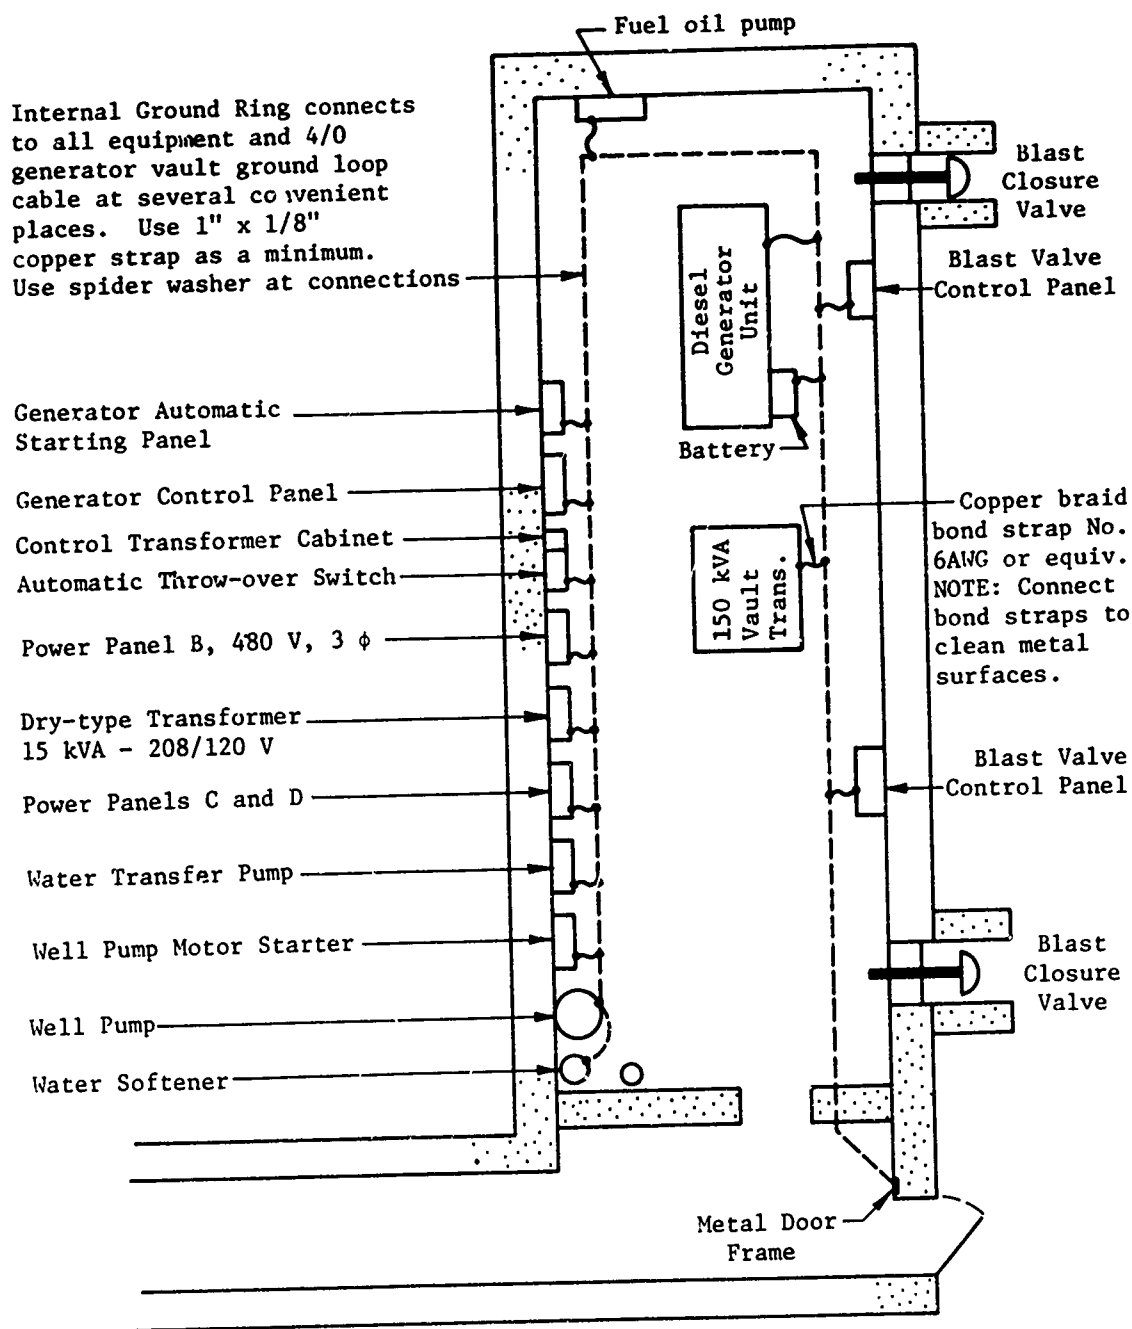 Fuel oil pump
Internal Ground Ring connects
to all equipment and 4/0
generator vault ground loop
cable at several convenient
places. Use 1" x 1/8"
copper strap as a minimum.
Use spider washer at connections
Blast
Closure
Valve
Blast Valve
Control Panel
Diesel
Generator
Unit
Battery
Generator Automatic
Starting Panel
Generator Control Panel
Control Transformer Cabinet
Automatic Throw-over Switch
Power Panel B, 480 V, 3 ϕ
Dry-type Transformer
15 kVA - 208/120 V
Power Panels C and D
Water Transfer Pump
Well Pump Motor Starter
Well Pump
Water Softener
150 kVA
Vault
Trans.
Copper braid
bond strap No.
6AWG or equiv.
NOTE: Connect
bond straps to
clean metal
surfaces.
Blast Valve
Control Panel
Blast
Closure
Valve
Metal Door
Frame